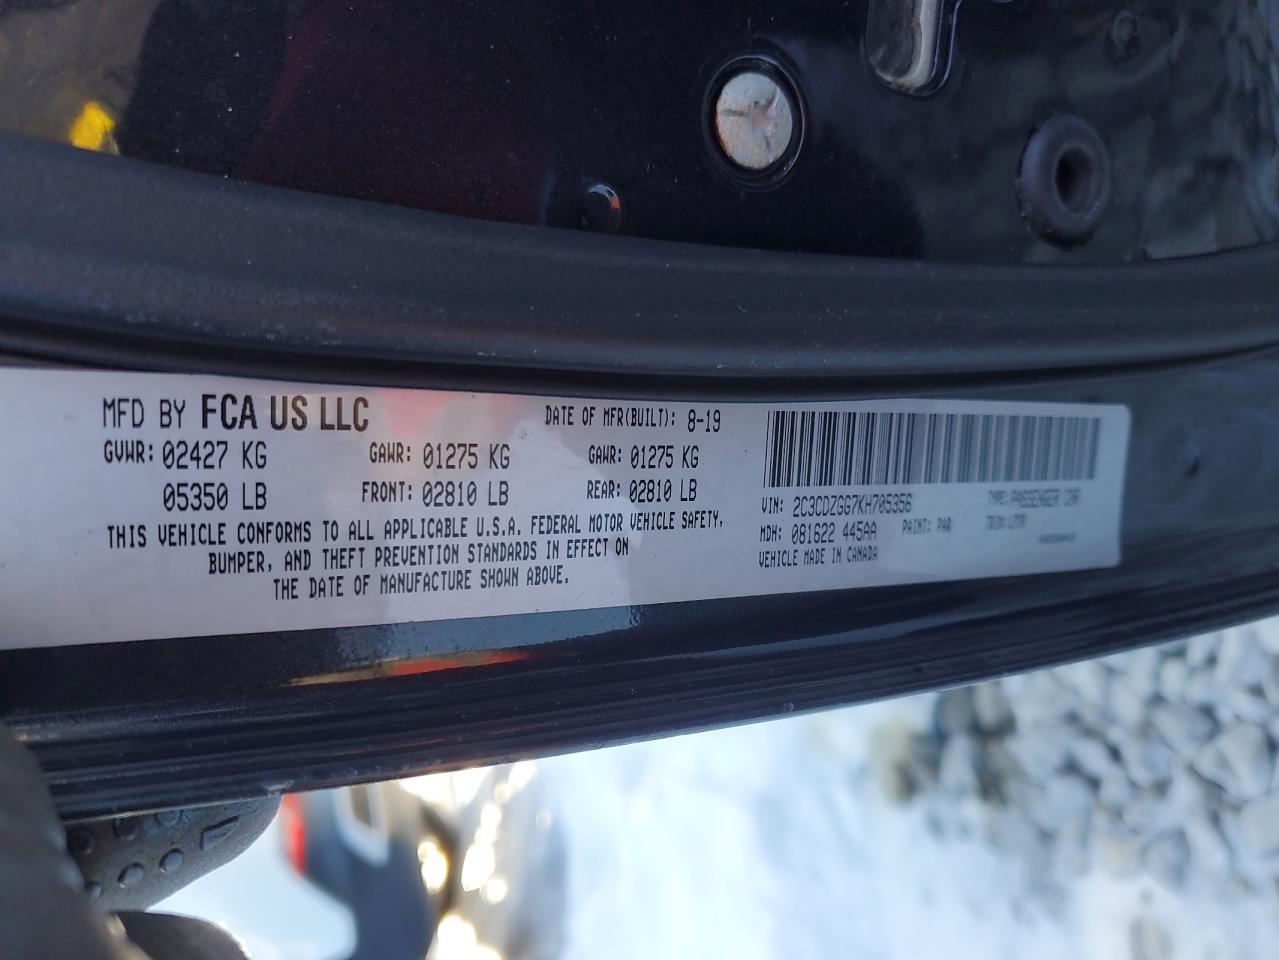 MFD BY FCA US LLC
DATE OF MFR(BUILT): 8-19
GVWR: 02427 KG
GAWR: 01275 KG
GAWR: 01275 KG
05350 LB
FRONT: 02810 LB
REAR: 02810 LB
THIS VEHICLE CONFORMS TO ALL APPLICABLE U.S.A. FEDERAL MOTOR VEHICLE SAFETY,
BUMPER, AND THEFT PREVENTION STANDARDS IN EFFECT ON
THE DATE OF MANUFACTURE SHOWN ABOVE.
VIN: 2C3CDZGG7KH705356
TYPE: PASSENGER CAR
MDH: 081622 445AA
PAINT: PAR
TRIM:
VEHICLE MADE IN CANADA